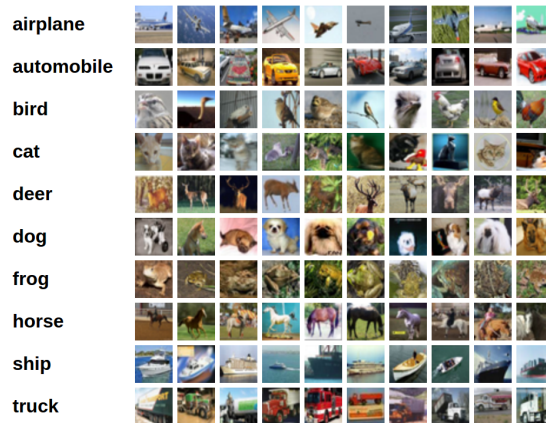 airplane
automobile
bird
cat
deer
dog
frog
horse
ship
truck